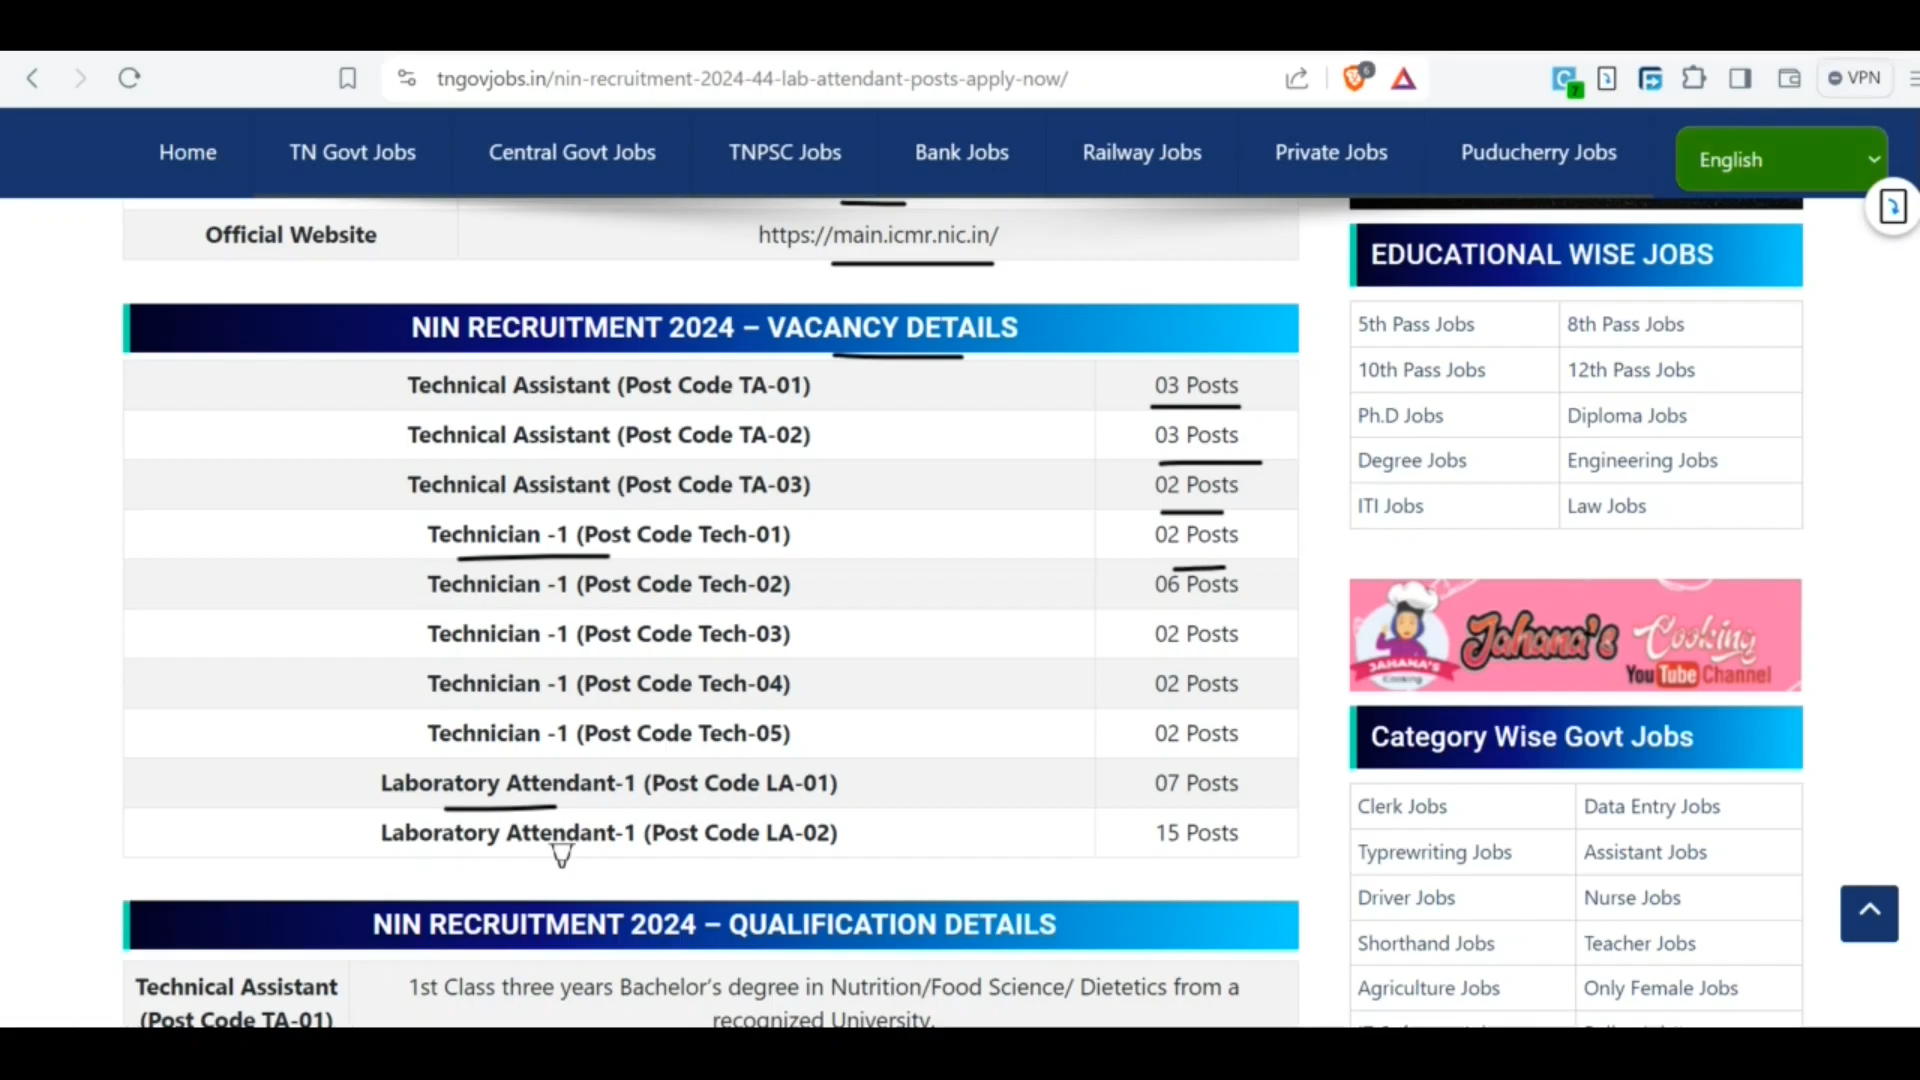 tngovjobs.in/nin-recruitment-2024-44-lab-attendant-posts-apply-now/
6
7
VPN
Home
TN Govt Jobs
Central Govt Jobs
TNPSC Jobs
Bank Jobs
Railway Jobs
Private Jobs
Puducherry Jobs
English
Official Website
https://main.icmr.nic.in/
NIN RECRUITMENT 2024 – VACANCY DETAILS
Technical Assistant (Post Code TA-01)
03 Posts
Technical Assistant (Post Code TA-02)
03 Posts
Technical Assistant (Post Code TA-03)
02 Posts
Technician -1 (Post Code Tech-01)
02 Posts
Technician -1 (Post Code Tech-02)
06 Posts
Technician -1 (Post Code Tech-03)
02 Posts
Technician -1 (Post Code Tech-04)
02 Posts
Technician -1 (Post Code Tech-05)
02 Posts
Laboratory Attendant-1 (Post Code LA-01)
07 Posts
Laboratory Attendant-1 (Post Code LA-02)
15 Posts
NIN RECRUITMENT 2024 – QUALIFICATION DETAILS
Technical Assistant
(Post Code TA-01)
1st Class three years Bachelor's degree in Nutrition/Food Science/ Dietetics from a
recognized University.
EDUCATIONAL WISE JOBS
5th Pass Jobs
8th Pass Jobs
10th Pass Jobs
12th Pass Jobs
Ph.D Jobs
Diploma Jobs
Degree Jobs
Engineering Jobs
ITI Jobs
Law Jobs
Jahana's Cooking
YouTube Channel
JAHANA'S
Cooking
Category Wise Govt Jobs
Clerk Jobs
Data Entry Jobs
Typrewriting Jobs
Assistant Jobs
Driver Jobs
Nurse Jobs
Shorthand Jobs
Teacher Jobs
Agriculture Jobs
Only Female Jobs